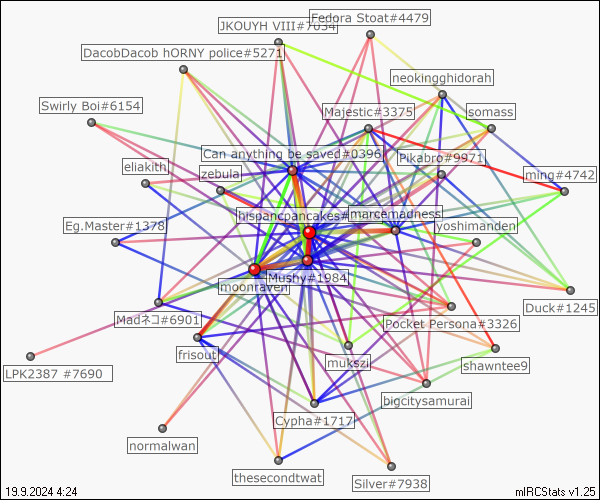 Fedora Stoat#4479
JKOUYH VIII#7034
DacobDacob hORNY police#5271
neokingghidorah
Swirly Boi#6154
Majestic#3375
somass
Can anything be saved#0396
Pikabro#9971
eliakith
zebula
ming#4742
hispancpancakes#
marcemadness
Eg.Master#1378
yoshimanden
Mushy#1984
moonraven
Duck#1245
Madネコ#6901
Pocket Persona#3326
frisout
mukszi
shawntee9
LPK2387 #7690
bigcitysamurai
Cypha#1717
normalwan
thesecondtwat
Silver#7938
19.9.2024 4:24
mIRCStats v1.25